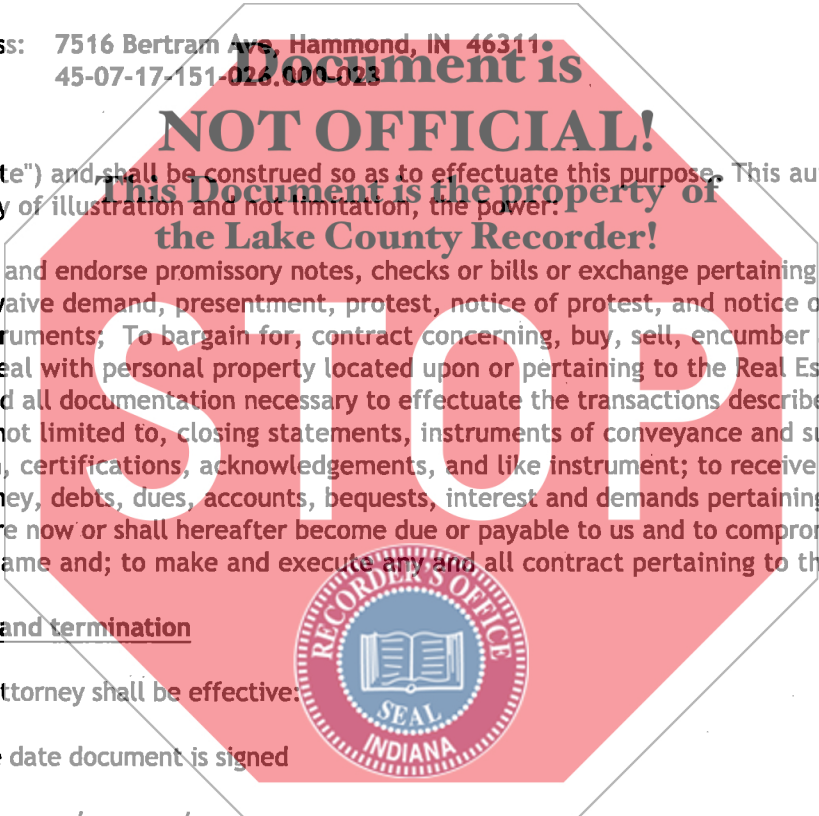 ss: 7516 Bertram Ave, Hammond, IN 46311
45-07-17-151-026.000-023
Document is
NOT OFFICIAL!
te") and shall be construed so as to effectuate this purpose. This au
This Document is the property of
y of illustration and not limitation, the power:
the Lake County Recorder!
and endorse promissory notes, checks or bills or exchange pertaining
vaive demand, presentment, protest, notice of protest, and notice o
ruments; To bargain for, contract concerning, buy, sell, encumber
eal with personal property located upon or pertaining to the Real Es
d all documentation necessary to effectuate the transactions describe
not limited to, closing statements, instruments of conveyance and su
, certifications, acknowledgements, and like instrument; to receive
ney, debts, dues, accounts, bequests, interest and demands pertaining
re now or shall hereafter become due or payable to us and to compro
ame and; to make and execute any and all contract pertaining to th
STOP
and termination
ttorney shall be effective:
e date document is signed
RECORDER'S OFFICE
SEAL
INDIANA